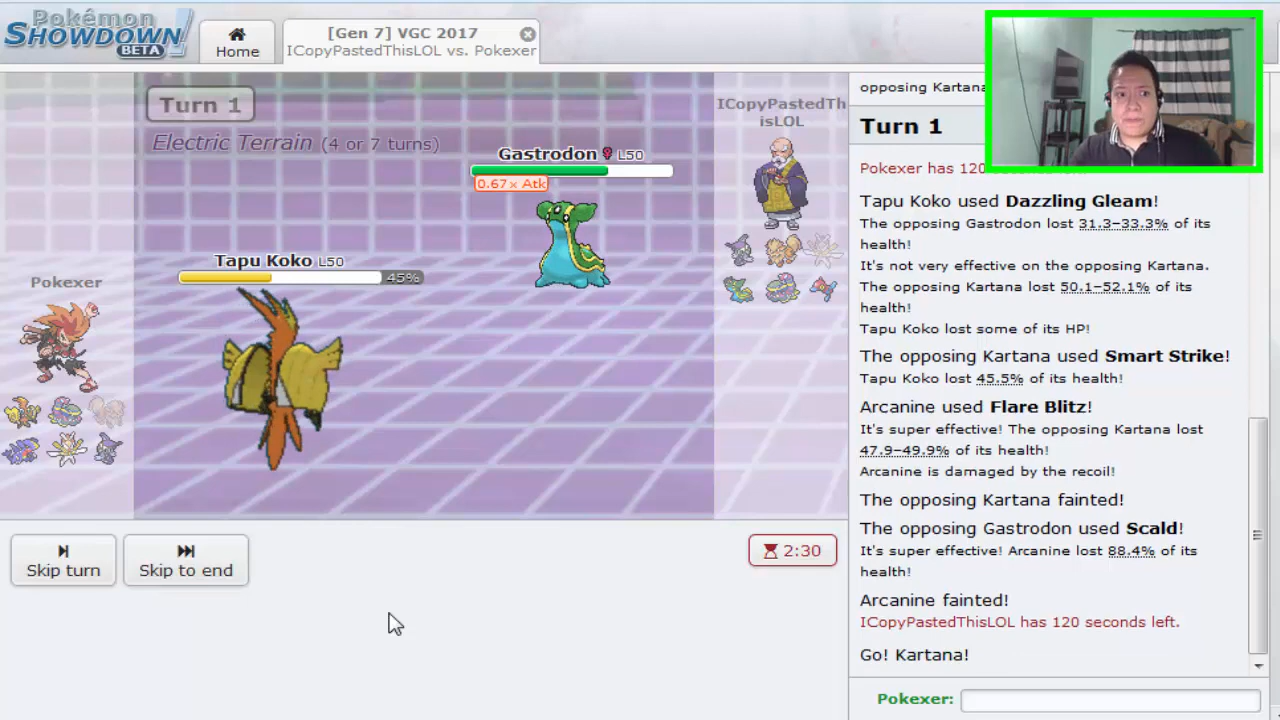 Pokémon
SHOWDOWN
BETA
Home
[Gen 7] VGC 2017
ICopyPastedThisLOL vs. Pokexer
Turn 1
Electric Terrain (4 or 7 turns)
Gastrodon L50
0.67× Atk
Tapu Koko L50
45%
Pokexer
ICopyPastedTh
isLOL
Skip turn
Skip to end
2:30
opposing Kartana
Turn 1
Pokexer has 120
Tapu Koko used Dazzling Gleam!
The opposing Gastrodon lost 31.3–33.3% of its
health!
It's not very effective on the opposing Kartana.
The opposing Kartana lost 50.1–52.1% of its
health!
Tapu Koko lost some of its HP!
The opposing Kartana used Smart Strike!
Tapu Koko lost 45.5% of its health!
Arcanine used Flare Blitz!
It's super effective! The opposing Kartana lost
47.9–49.9% of its health!
Arcanine is damaged by the recoil!
The opposing Kartana fainted!
The opposing Gastrodon used Scald!
It's super effective! Arcanine lost 88.4% of its
health!
Arcanine fainted!
ICopyPastedThisLOL has 120 seconds left.
Go! Kartana!
Pokexer: